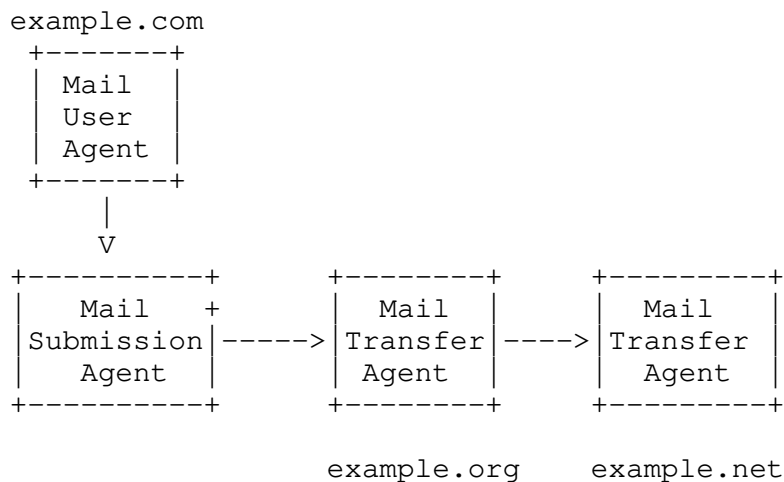 example.com
+-------+
| Mail  |
| User  |
| Agent |
+-------+
|
V
+----------+      +--------+     +---------+
|   Mail   +      |  Mail  |     |  Mail   |
|Submission|----->|Transfer|---->|Transfer |
|   Agent  |      | Agent  |     |  Agent  |
+----------+      +--------+     +---------+
example.org    example.net